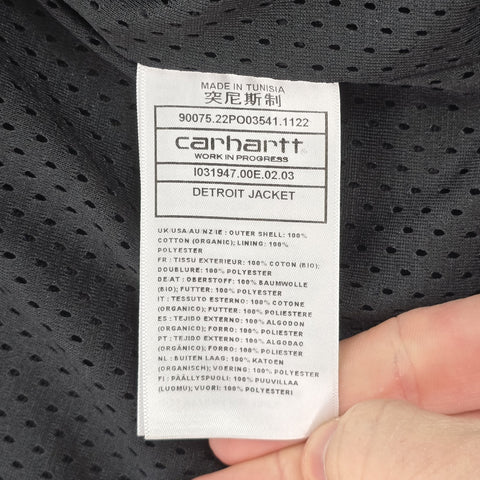 MADE IN TUNISIA
突尼斯制
90075.22PO03541.1122
carhartt
WORK IN PROGRESS
I031947.00E.02.03
DETROIT JACKET
UK/USA/AU/NZ/IE : OUTER SHELL: 100%
COTTON (ORGANIC); LINING: 100%
POLYESTER
FR : TISSU EXTERIEUR: 100% COTON (BIO);
DOUBLURE: 100% POLYESTER
DE/AT : OBERSTOFF: 100% BAUMWOLLE
(BIO); FUTTER: 100% POLYESTER
IT : TESSUTO ESTERNO: 100% COTONE
(ORGANICO); FUTTER: 100% POLIESTERE
ES : TEJIDO EXTERNO: 100% ALGODON
(ORGÁNICO); FORRO: 100% POLIESTER
PT : TEJIDO EXTERNO: 100% ALGODAO
(ORGÂNICO); FORRO: 100% POLIESTER
NL : BUITEN LAAG: 100% KATOEN
(ORGANISCH); VOERING: 100% POLYESTER
FI : PÄÄLLYSPUOLI: 100% PUUVILLAA
(LUOMU); VUORI: 100% POLYESTER